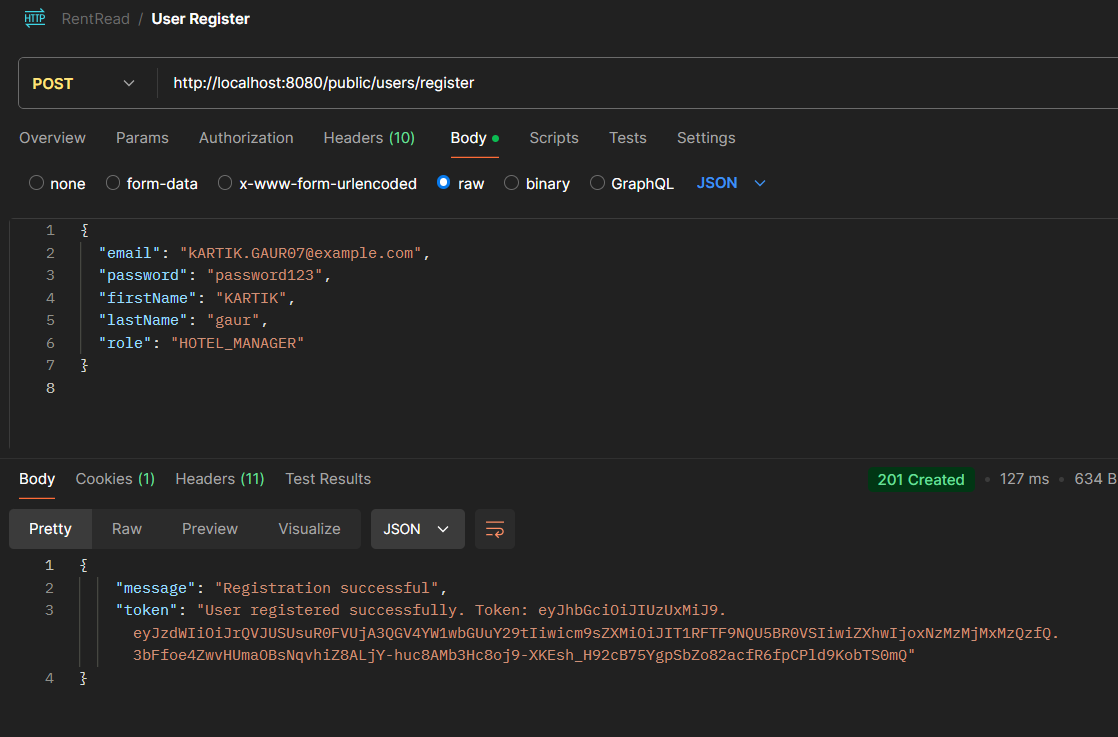 HTTP RentRead / User Register
POST http://localhost:8080/public/users/register
Overview Params Authorization Headers (10) Body Scripts Tests Settings
none form-data x-www-form-urlencoded raw binary GraphQL JSON
1 {
2 "email": "kARTIK.GAUR07@example.com",
3 "password": "password123",
4 "firstName": "KARTIK",
5 "lastName": "gaur",
6 "role": "HOTEL_MANAGER"
7 }
8
Body Cookies (1) Headers (11) Test Results 201 Created • 127 ms • 634 B
Pretty Raw Preview Visualize JSON
1 {
2 "message": "Registration successful",
3 "token": "User registered successfully. Token: eyJhbGciOiJIUzUxMiJ9.
eyJzdWIiOiJrQVJUSUsuR0FVUjA3QGV4YW1wbGUuY29tIiwicm9sZXMiOiJIT1RFTF9NQU5BR0VSIiwiZXhwIjoxNzMzMjMxMzQzfQ.
3bFfoe4ZwvHUmaOBsNqvhiZ8ALjY-huc8AMb3Hc8oj9-XKEsh_H92cB75YgpSbZo82acfR6fpCPld9KobTS0mQ"
4 }